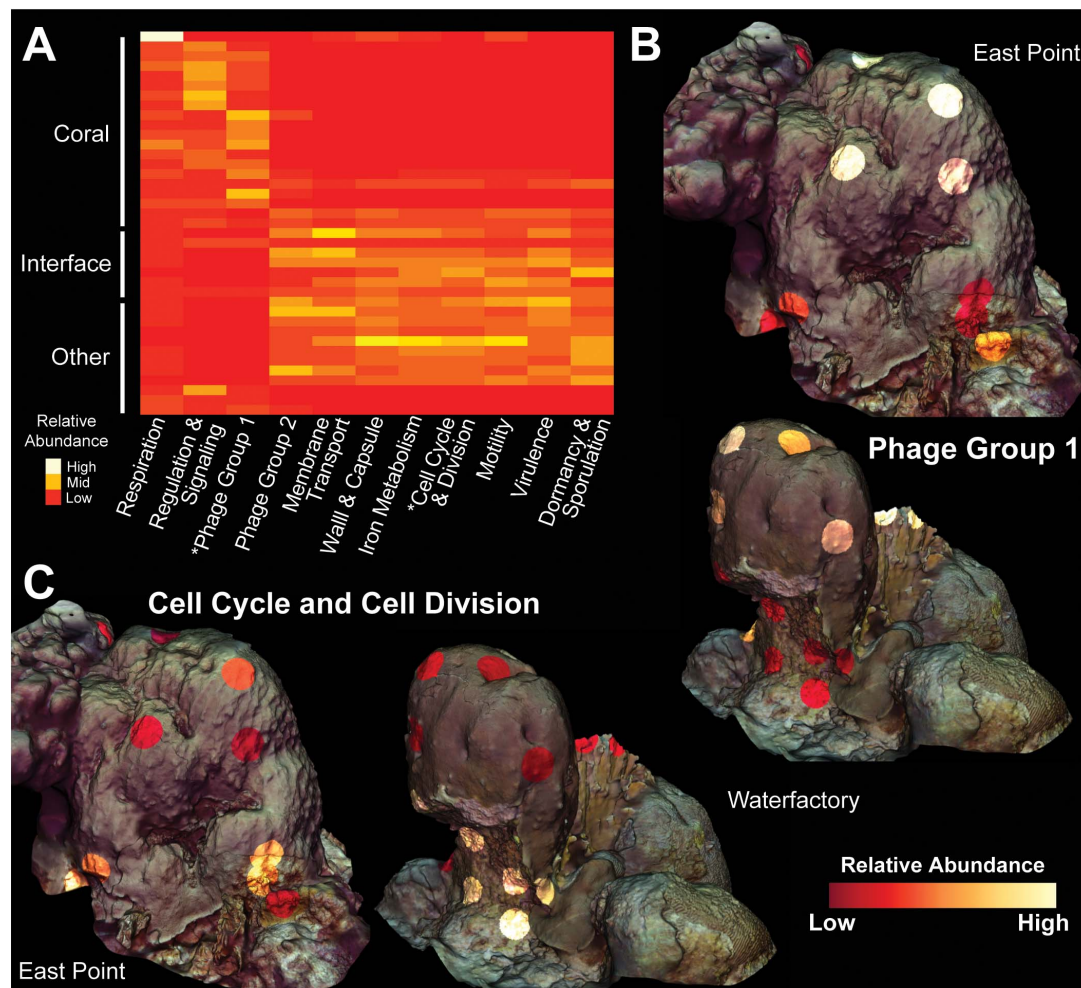 A
Coral
Interface
Other
Relative
Abundance
High
Mid
Low
Respiration
Regulation &
Signaling
*Phage Group 1
Phage Group 2
Membrane
Transport
Walll & Capsule
Iron Metabolism
*Cell Cycle
& Division
Motility
Virulence
Dormancy &
Sporulation
B
East Point
Phage Group 1
C
Cell Cycle and Cell Division
Waterfactory
Relative Abundance
Low High
East Point